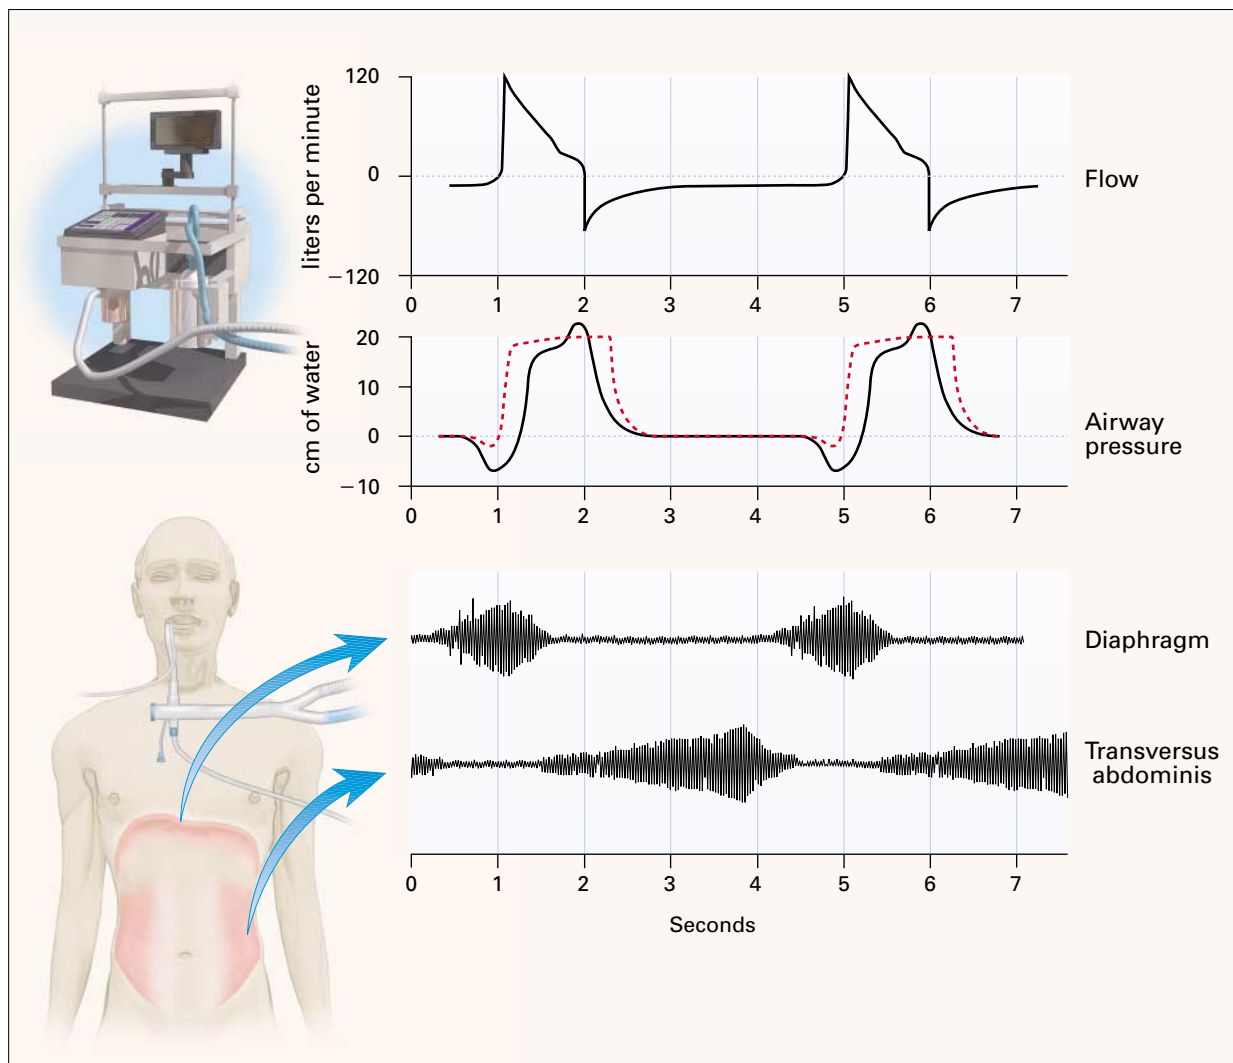 120
0
−120
liters per minute
Flow
0 1 2 3 4 5 6 7
20
10
0
−10
cm of water
Airway
pressure
0 1 2 3 4 5 6 7
Diaphragm
Transversus
abdominis
0 1 2 3 4 5 6 7
Seconds